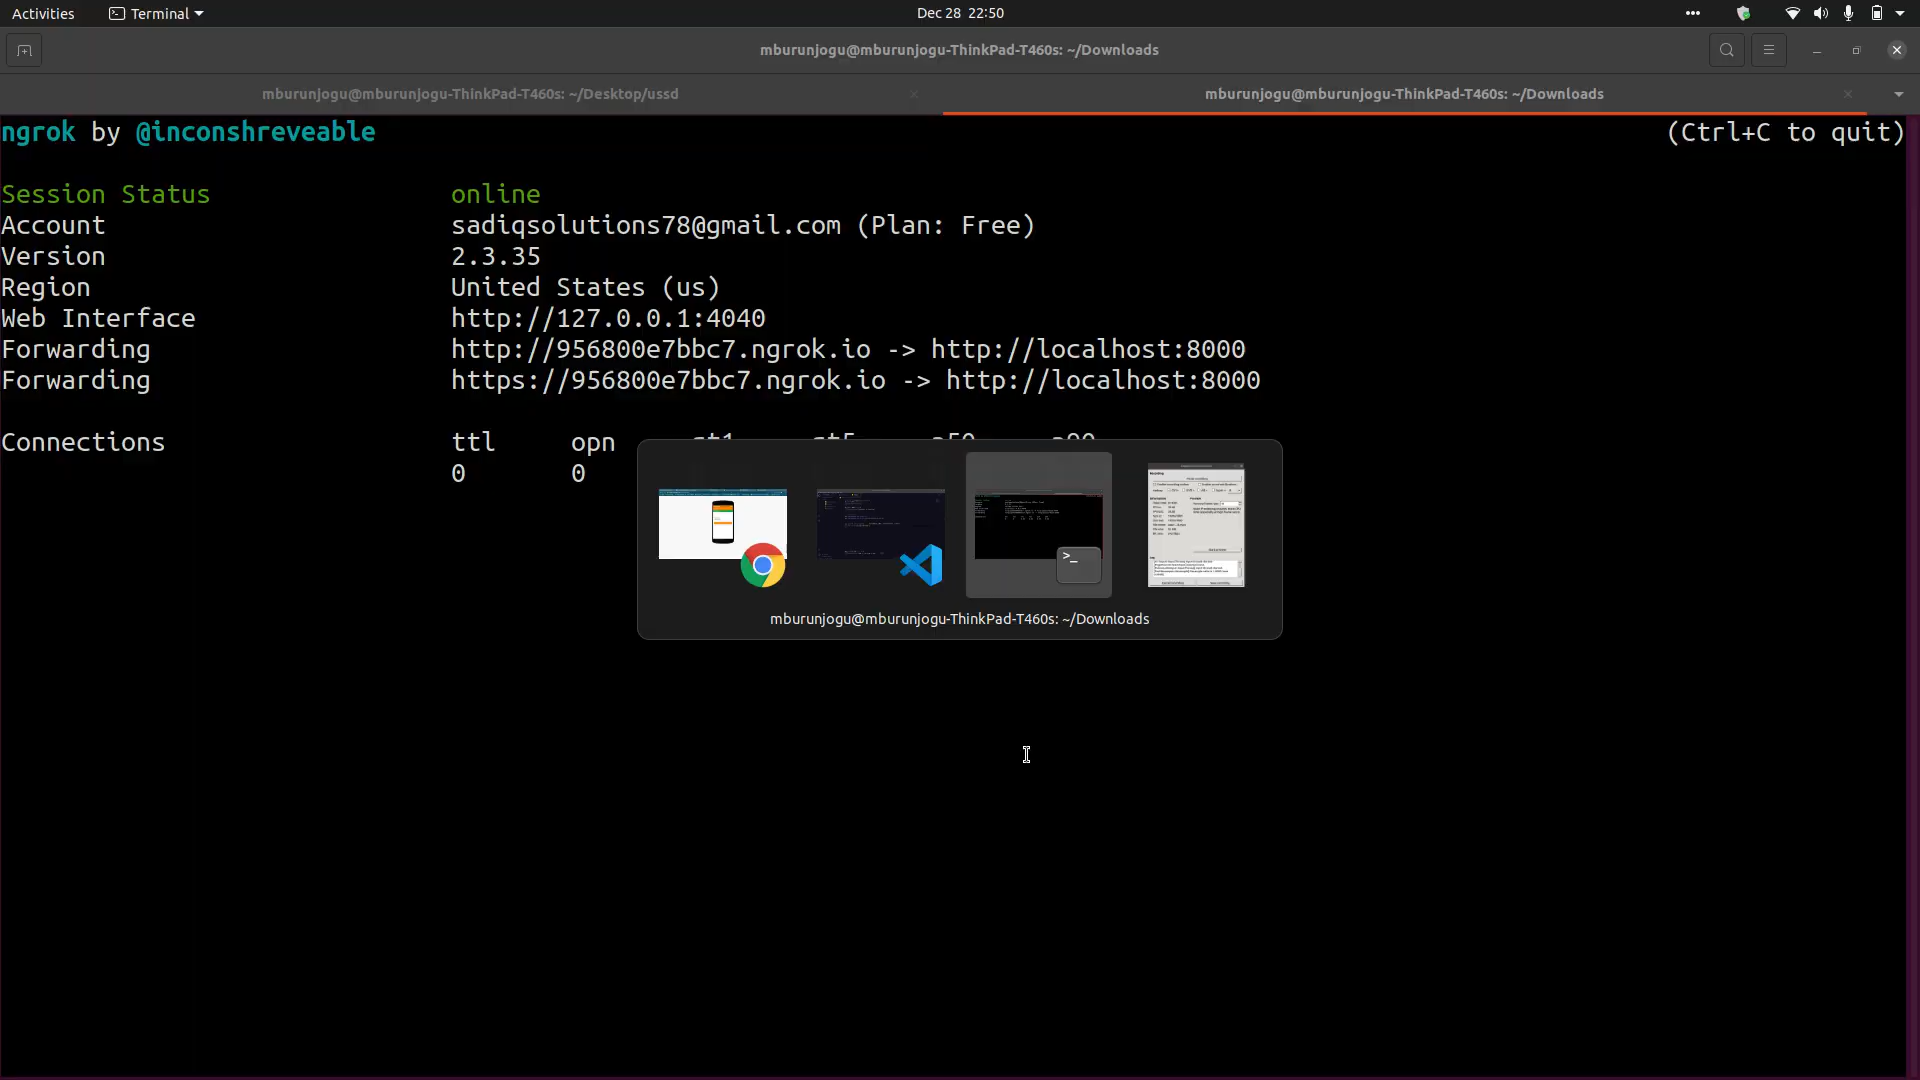 Activities Terminal Dec 28 22:50
mburunjogu@mburunjogu-ThinkPad-T460s: ~/Downloads
mburunjogu@mburunjogu-ThinkPad-T460s: ~/Desktop/ussd mburunjogu@mburunjogu-ThinkPad-T460s: ~/Downloads
ngrok by @inconshreveable (Ctrl+C to quit)
Session Status online
Account sadiqsolutions78@gmail.com (Plan: Free)
Version 2.3.35
Region United States (us)
Web Interface http://127.0.0.1:4040
Forwarding http://956800e7bbc7.ngrok.io -> http://localhost:8000
Forwarding https://956800e7bbc7.ngrok.io -> http://localhost:8000
Connections ttl opn rt1 rt5 p50 p90
0 0
mburunjogu@mburunjogu-ThinkPad-T460s: ~/Downloads